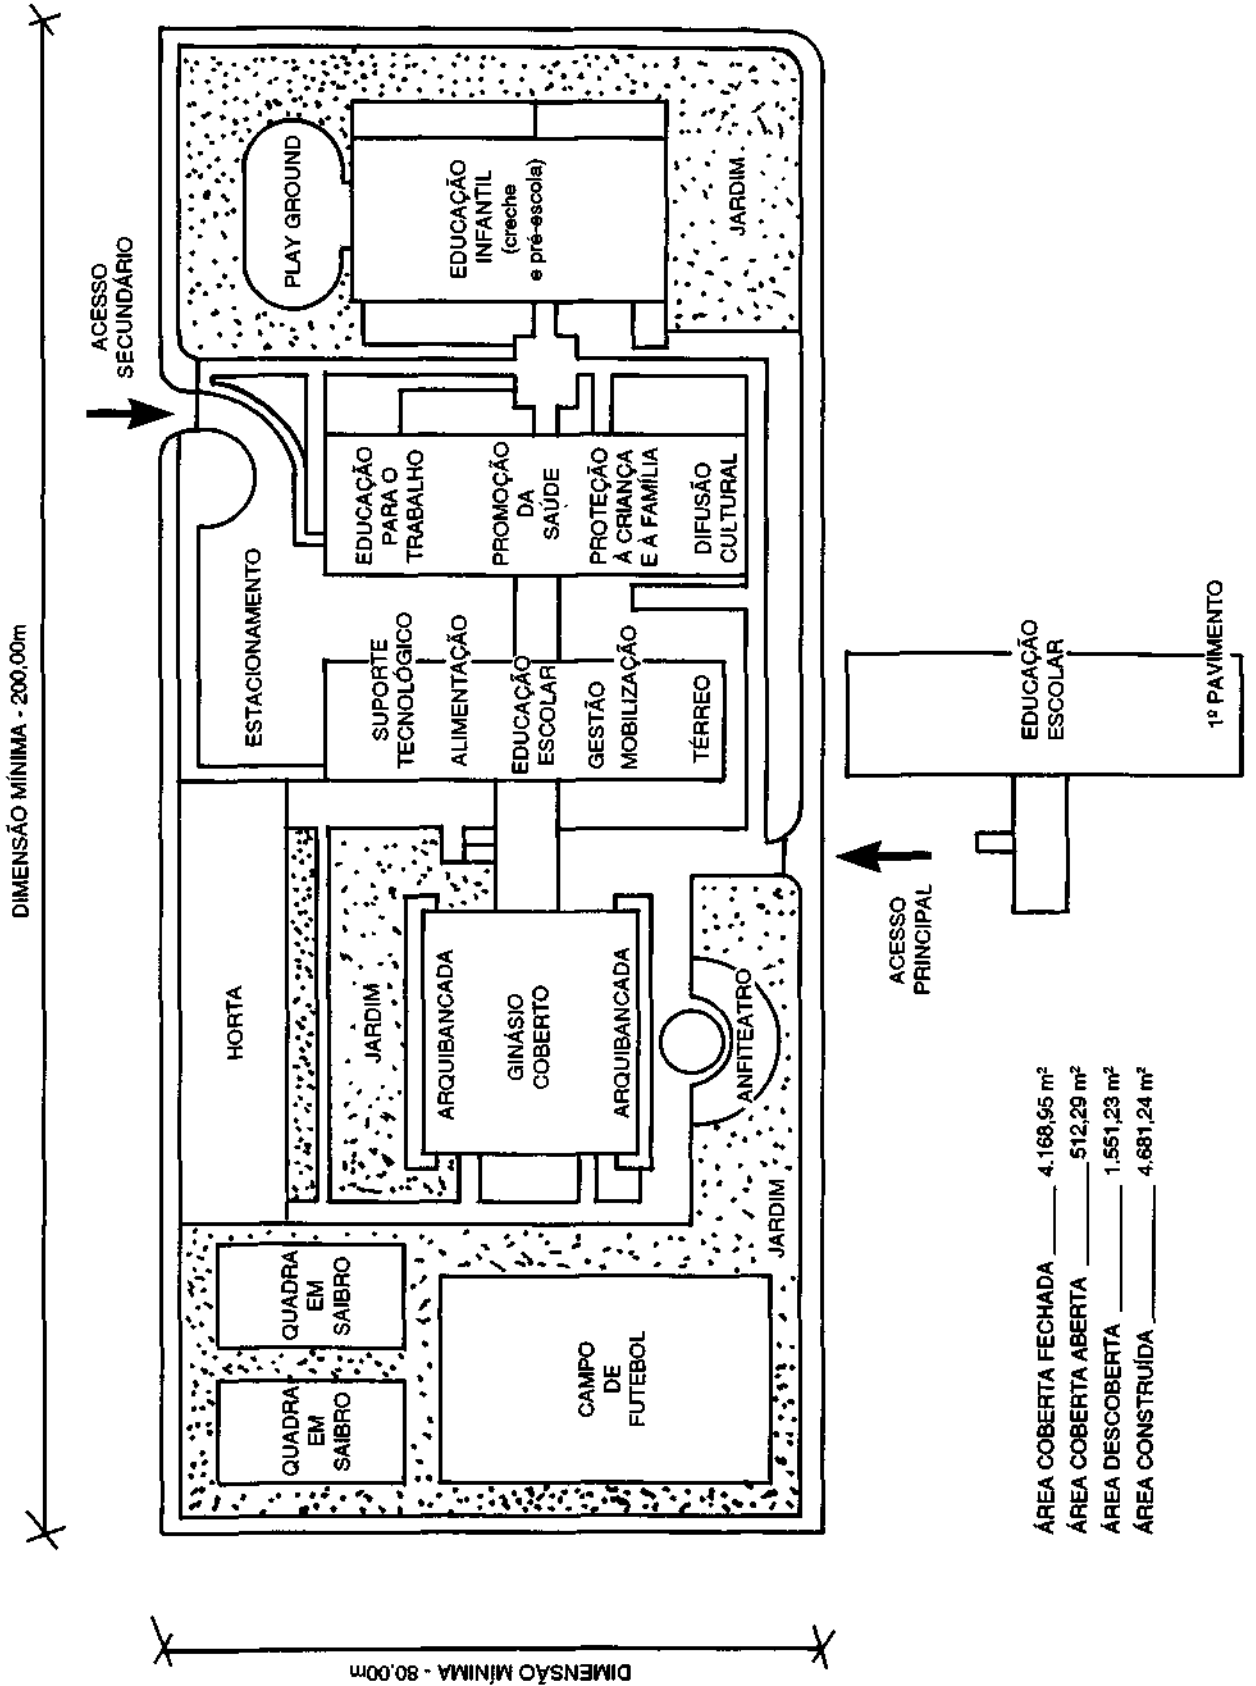 DIMENSÃO MÍNIMA - 200,00m
DIMENSÃO MÍNIMA - 80,00m
ACESSO
SECUNDÁRIO
QUADRA
EM
SAIBRO
QUADRA
EM
SAIBRO
HORTA
ESTACIONAMENTO
PLAY GROUND
CAMPO
DE
FUTEBOL
JARDIM
ARQUIBANCADA
GINÁSIO
COBERTO
ARQUIBANCADA
ANFITEATRO
JARDIM
SUPORTE
TECNOLÓGICO
ALIMENTAÇÃO
EDUCAÇÃO
ESCOLAR
GESTÃO
MOBILIZAÇÃO
TÉRREO
EDUCAÇÃO
PARA O
TRABALHO
PROMOÇÃO
DA
SAÚDE
PROTEÇÃO
À CRIANÇA
E À FAMÍLIA
DIFUSÃO
CULTURAL
EDUCAÇÃO
INFANTIL
(creche
e pré-escola)
JARDIM
ACESSO
PRINCIPAL
EDUCAÇÃO
ESCOLAR
1º PAVIMENTO
ÁREA COBERTA FECHADA ____ 4.168,95 m²
ÁREA COBERTA ABERTA ______ 512,29 m²
ÁREA DESCOBERTA ________ 1.551,23 m²
ÁREA CONSTRUÍDA ________ 4.681,24 m²